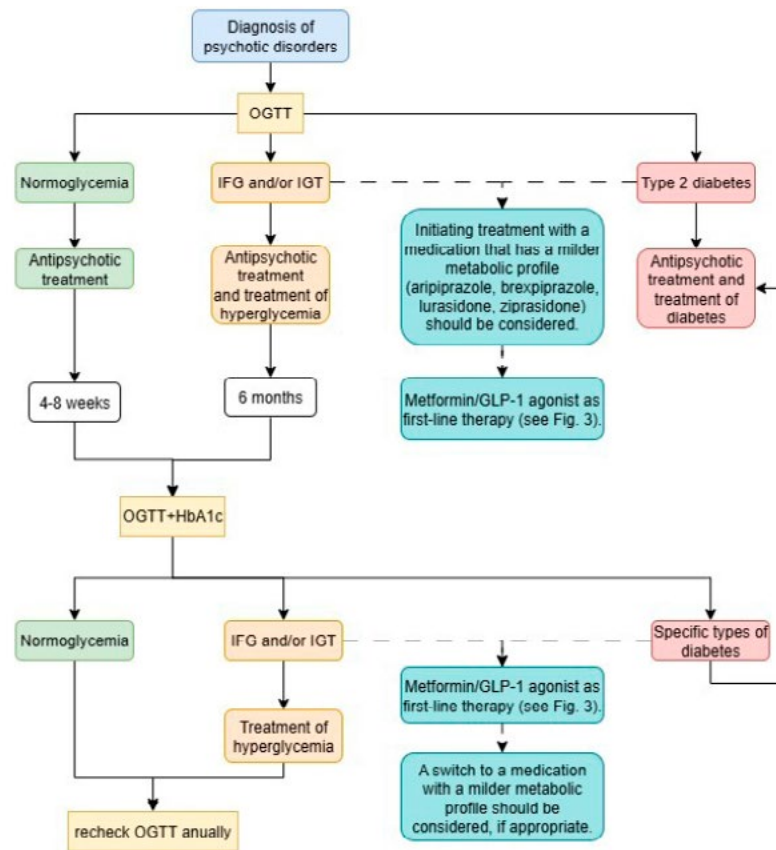 Diagnosis of
psychotic disorders
OGTT
Normoglycemia
IFG and/or IGT
Type 2 diabetes
Antipsychotic
treatment
Antipsychotic
treatment
and treatment of
hyperglycemia
Initiating treatment with a
medication that has a milder
metabolic profile
(aripiprazole, brexpiprazole,
lurasidone, ziprasidone)
should be considered.
Antipsychotic
treatment and
treatment of
diabetes
4-8 weeks
6 months
Metformin/GLP-1 agonist as
first-line therapy (see Fig. 3).
OGTT+HbA1c
Normoglycemia
IFG and/or IGT
Specific types of
diabetes
Metformin/GLP-1 agonist as
first-line therapy (see Fig. 3).
Treatment of
hyperglycemia
A switch to a medication
with a milder metabolic
profile should be
considered, if appropriate.
recheck OGTT anually